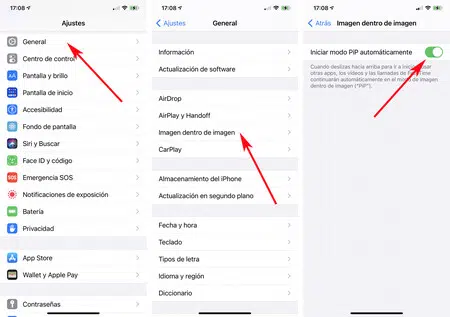 17:08
Ajustes
General
Centro de control
Pantalla y brillo
Pantalla de inicio
Accesibilidad
Fondo de pantalla
Siri y Buscar
Face ID y código
SOS
Emergencia SOS
Notificaciones de exposición
Batería
Privacidad
App Store
Wallet y Apple Pay
Contraseñas
17:08
Ajustes
General
Información
Actualización de software
AirDrop
AirPlay y Handoff
Imagen dentro de imagen
CarPlay
Almacenamiento del iPhone
Actualización en segundo plano
Fecha y hora
Teclado
Tipos de letra
Idioma y región
Diccionario
17:09
Atrás
Imagen dentro de imagen
Iniciar modo PiP automáticamente
Cuando deslizas hacia arriba para ir a inicio o usar
otras apps, los vídeos y las llamadas de FaceTime
continuarán automáticamente en el modo de imagen
dentro de imagen ("PiP").